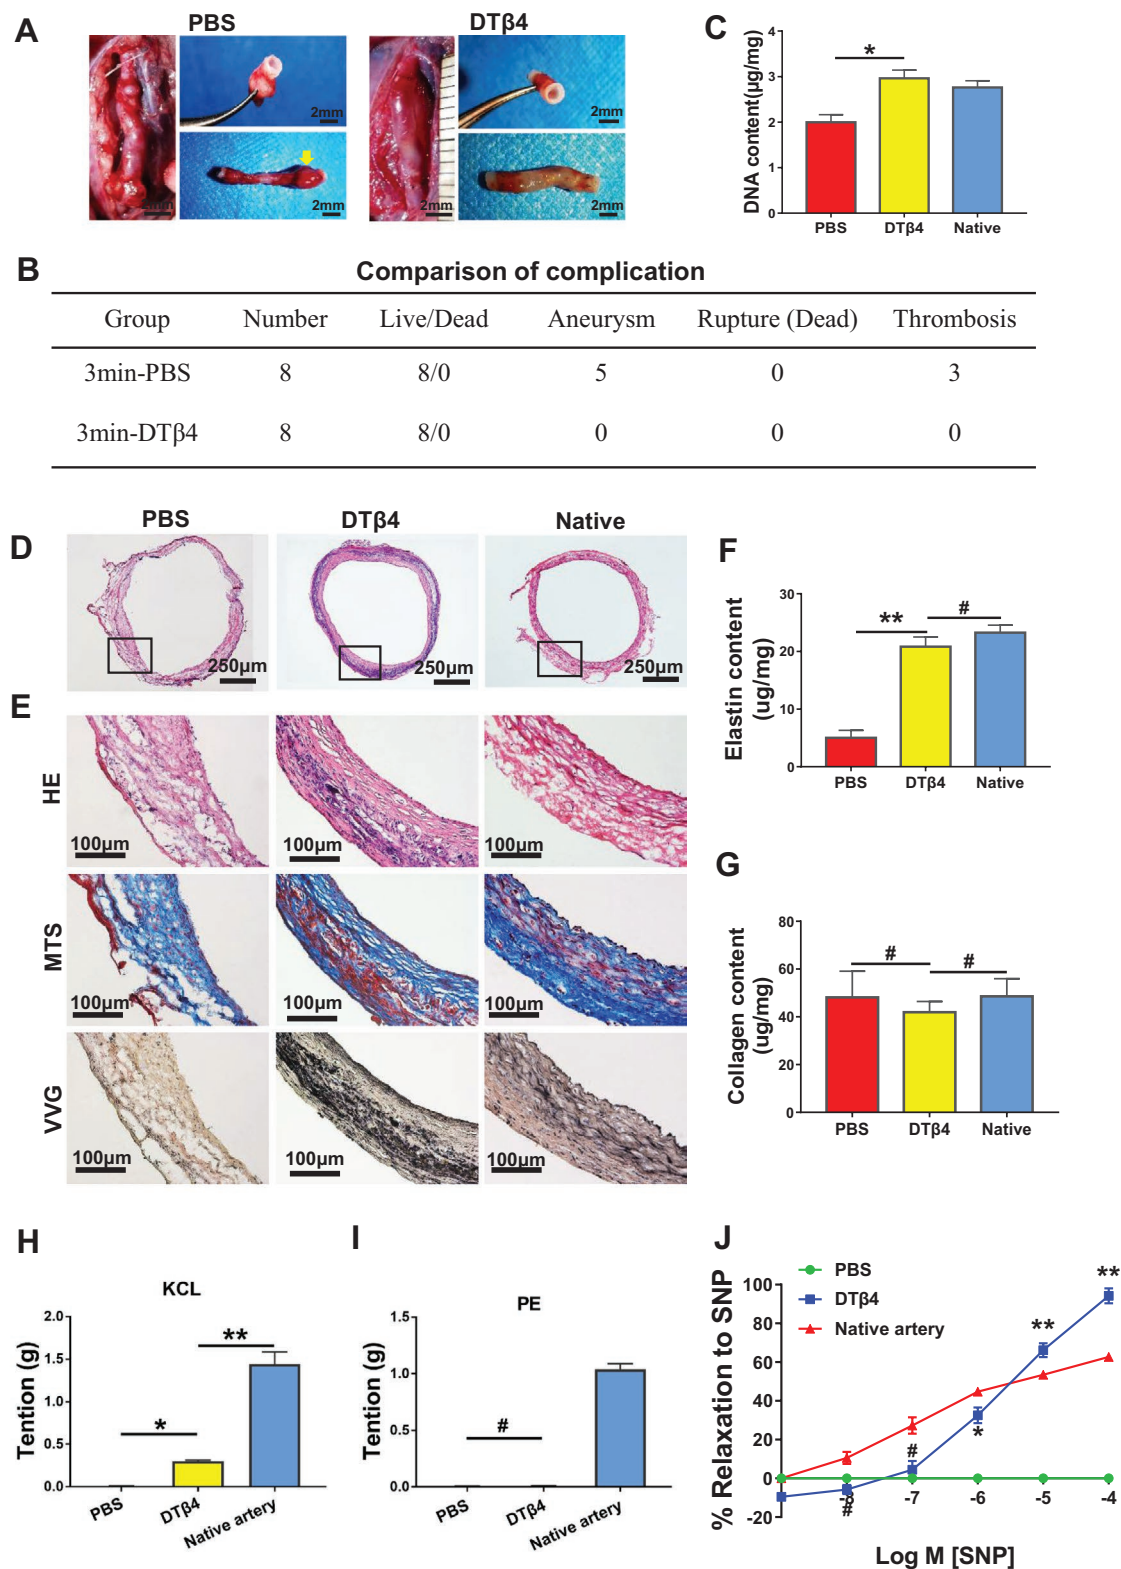 A
PBS
DTβ4
2mm
2mm
2mm
2mm
2mm
2mm
C
DNA content(μg/mg)
4
3
2
1
0
*
PBS
DTβ4
Native
B
Comparison of complication
Group Number Live/Dead Aneurysm Rupture (Dead) Thrombosis
3min-PBS 8 8/0 5 0 3
3min-DTβ4 8 8/0 0 0 0
D
PBS
DTβ4
Native
250μm
250μm
250μm
E
HE
100μm
100μm
100μm
MTS
100μm
100μm
100μm
VVG
100μm
100μm
100μm
F
Elastin content
(ug/mg)
30
20
10
0
**
#
PBS
DTβ4
Native
G
Collagen content
(ug/mg)
80
60
40
20
0
#
#
PBS
DTβ4
Native
H
KCL
Tention (g)
2.0
1.5
1.0
0.5
0.0
*
**
PBS
DTβ4
Native artery
I
PE
Tention (g)
1.5
1.0
0.5
0.0
#
PBS
DTβ4
Native artery
J
PBS
DTβ4
Native artery
% Relaxation to SNP
100
80
60
40
20
0
-20
-8
-7
-6
-5
-4
#
#
*
**
**
Log M [SNP]